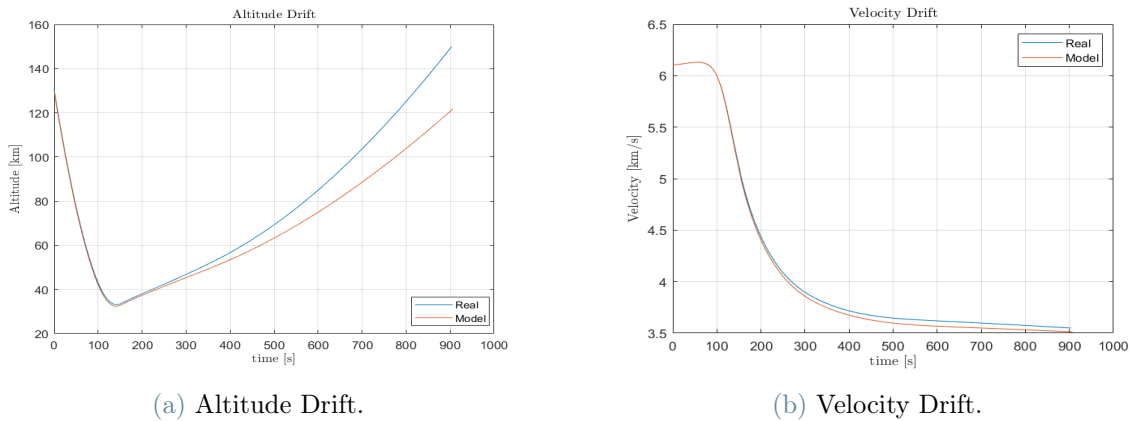 Altitude Drift
160
140
120
100
80
60
40
20
Altitude [km]
0 100 200 300 400 500 600 700 800 900 1000
time [s]
Real
Model
(a) Altitude Drift.
Velocity Drift
6.5
6
5.5
5
4.5
4
3.5
Velocity [km/s]
Real
Model
0 100 200 300 400 500 600 700 800 900 1000
time [s]
(b) Velocity Drift.